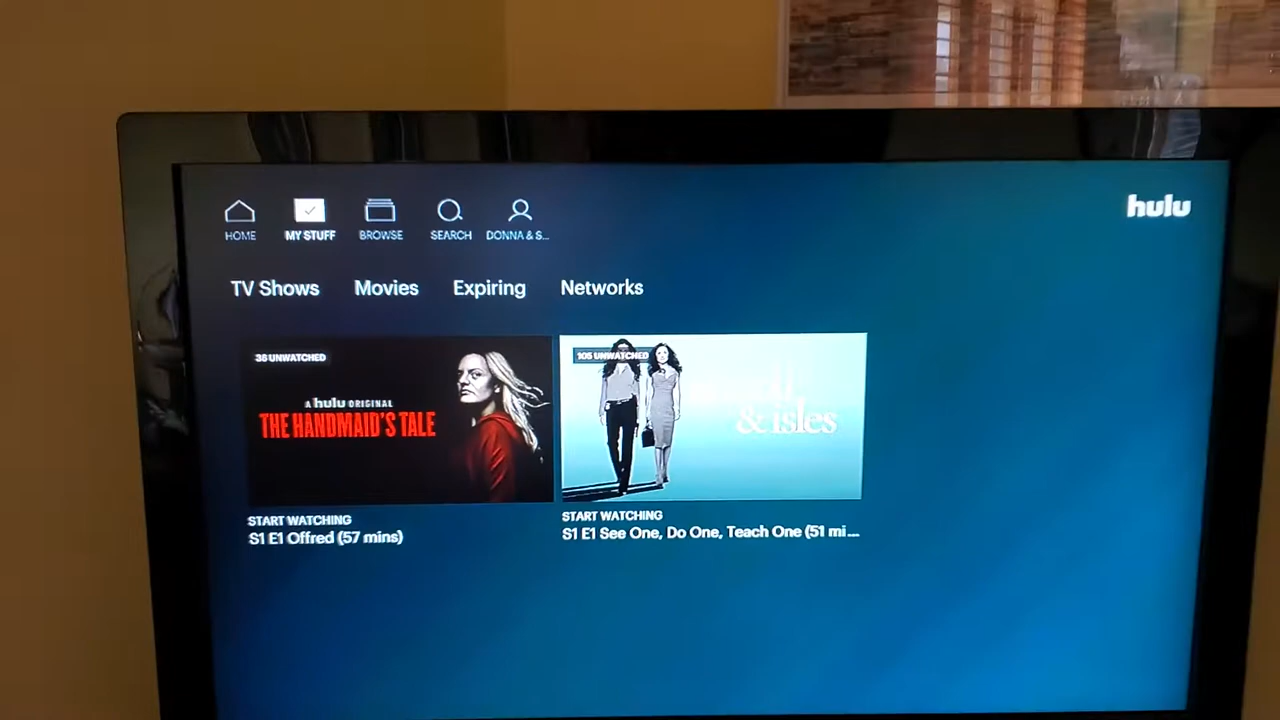 HOME MY STUFF BROWSE SEARCH DONNA & S...
hulu
TV Shows Movies Expiring Networks
36 UNWATCHED
A hulu ORIGINAL
THE HANDMAID'S TALE
START WATCHING
S1 E1 Offred (57 mins)
105 UNWATCHED
& isles
START WATCHING
S1 E1 See One, Do One, Teach One (51 mi...